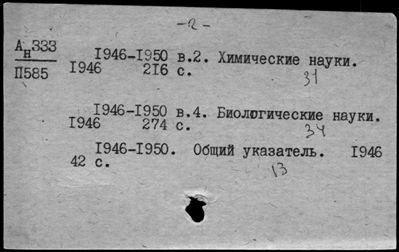 -2-
Ан333
П585
1946-1950 в.2. Химические науки.
1946 216 с.
31
1946-1950 в.4. Биологические науки.
1946 274 с.
34
1946-1950. Общий указатель. 1946
42 с.
13